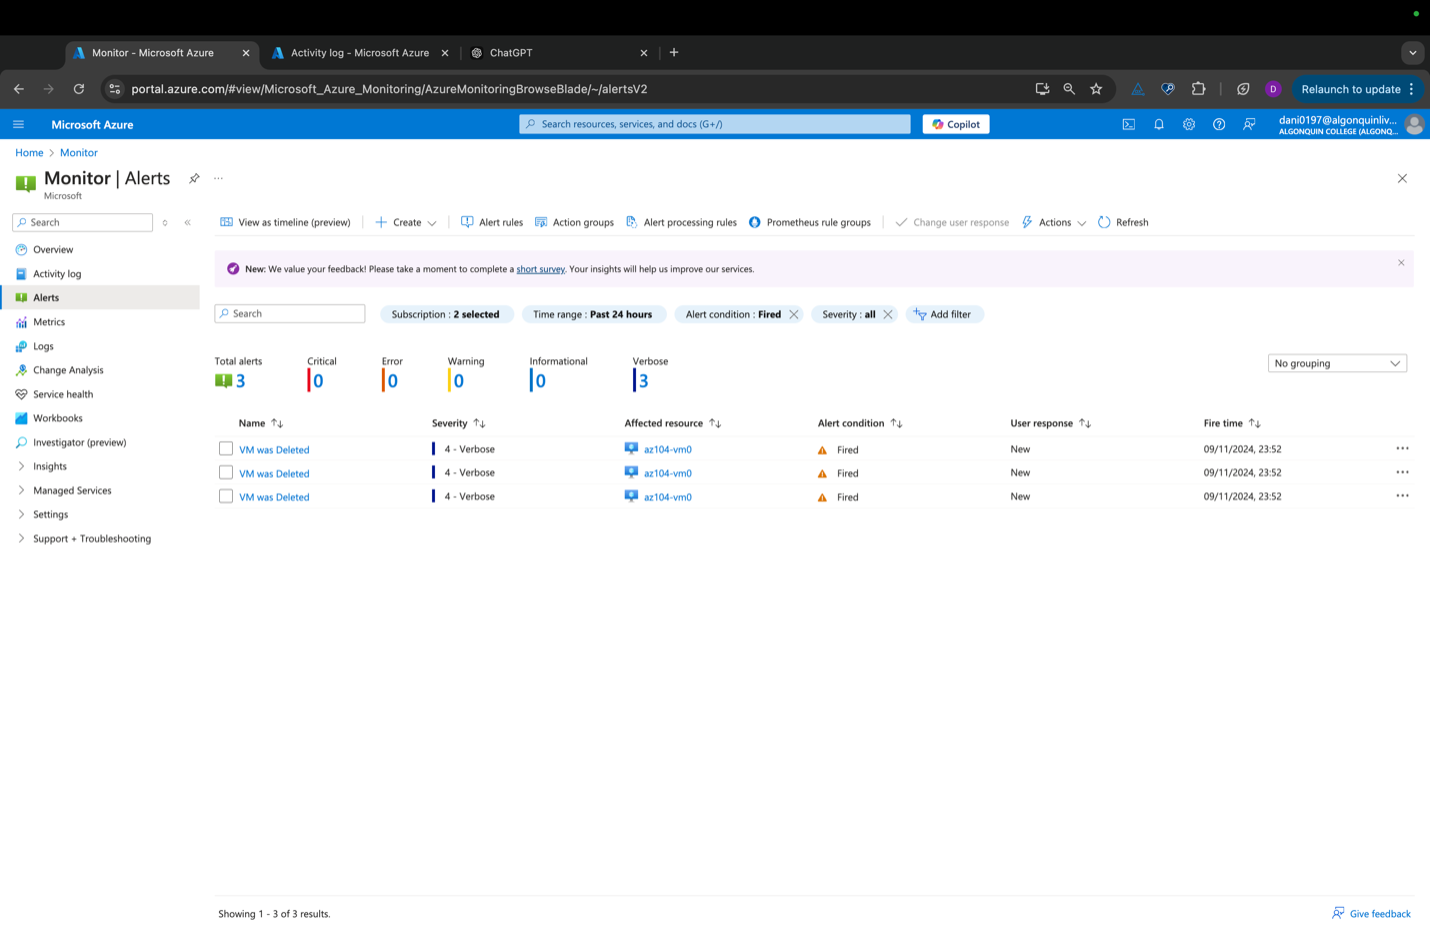 Monitor - Microsoft Azure
Activity log - Microsoft Azure
ChatGPT
portal.azure.com/#view/Microsoft_Azure_Monitoring/AzureMonitoringBrowseBlade/~/alertsV2
D
Relaunch to update
Microsoft Azure
Search resources, services, and docs (G+/)
Copilot
dani0197@algonquinliv...
ALGONQUIN COLLEGE (ALGONQ...
Home > Monitor
Monitor | Alerts
Microsoft
Search
Overview
Activity log
Alerts
Metrics
Logs
Change Analysis
Service health
Workbooks
Investigator (preview)
Insights
Managed Services
Settings
Support + Troubleshooting
View as timeline (preview)
Create
Alert rules
Action groups
Alert processing rules
Prometheus rule groups
Change user response
Actions
Refresh
New: We value your feedback! Please take a moment to complete a short survey. Your insights will help us improve our services.
Search
Subscription : 2 selected
Time range : Past 24 hours
Alert condition : Fired
Severity : all
Add filter
Total alerts
3
Critical
0
Error
0
Warning
0
Informational
0
Verbose
3
No grouping
Name Severity Affected resource Alert condition User response Fire time
VM was Deleted 4 - Verbose az104-vm0 Fired New 09/11/2024, 23:52
VM was Deleted 4 - Verbose az104-vm0 Fired New 09/11/2024, 23:52
VM was Deleted 4 - Verbose az104-vm0 Fired New 09/11/2024, 23:52
Showing 1 - 3 of 3 results.
Give feedback